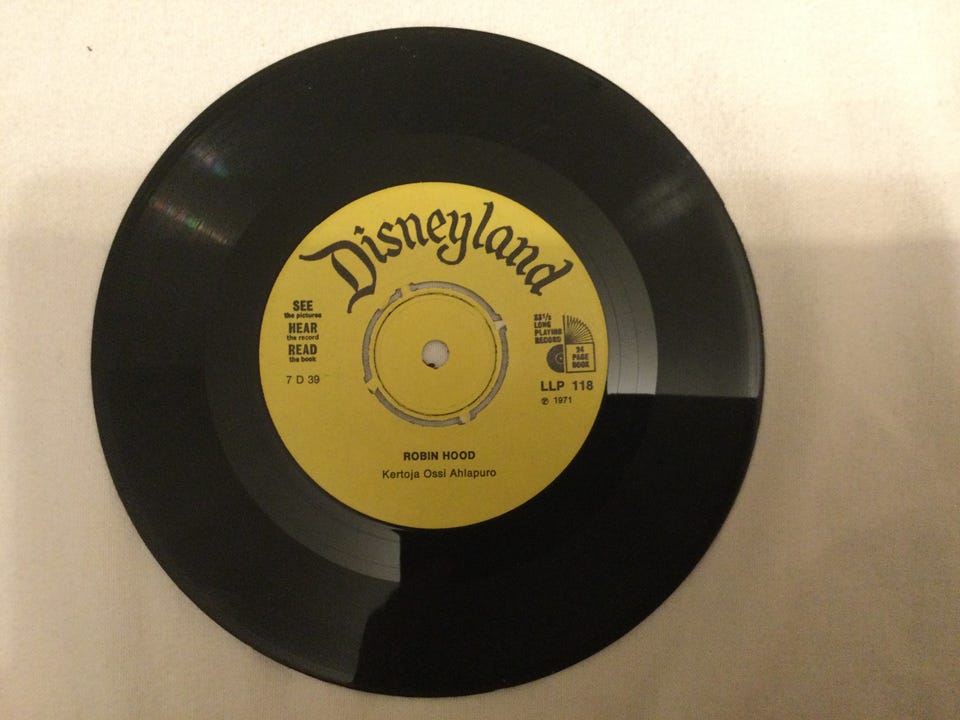 Disneyland
SEE
the pictures
HEAR
the record
READ
the book
7 D 39
33⅓
LONG
PLAYING
RECORD
24
PAGE
BOOK
LLP 118
℗ 1971
ROBIN HOOD
Kertoja Ossi Ahlapuro